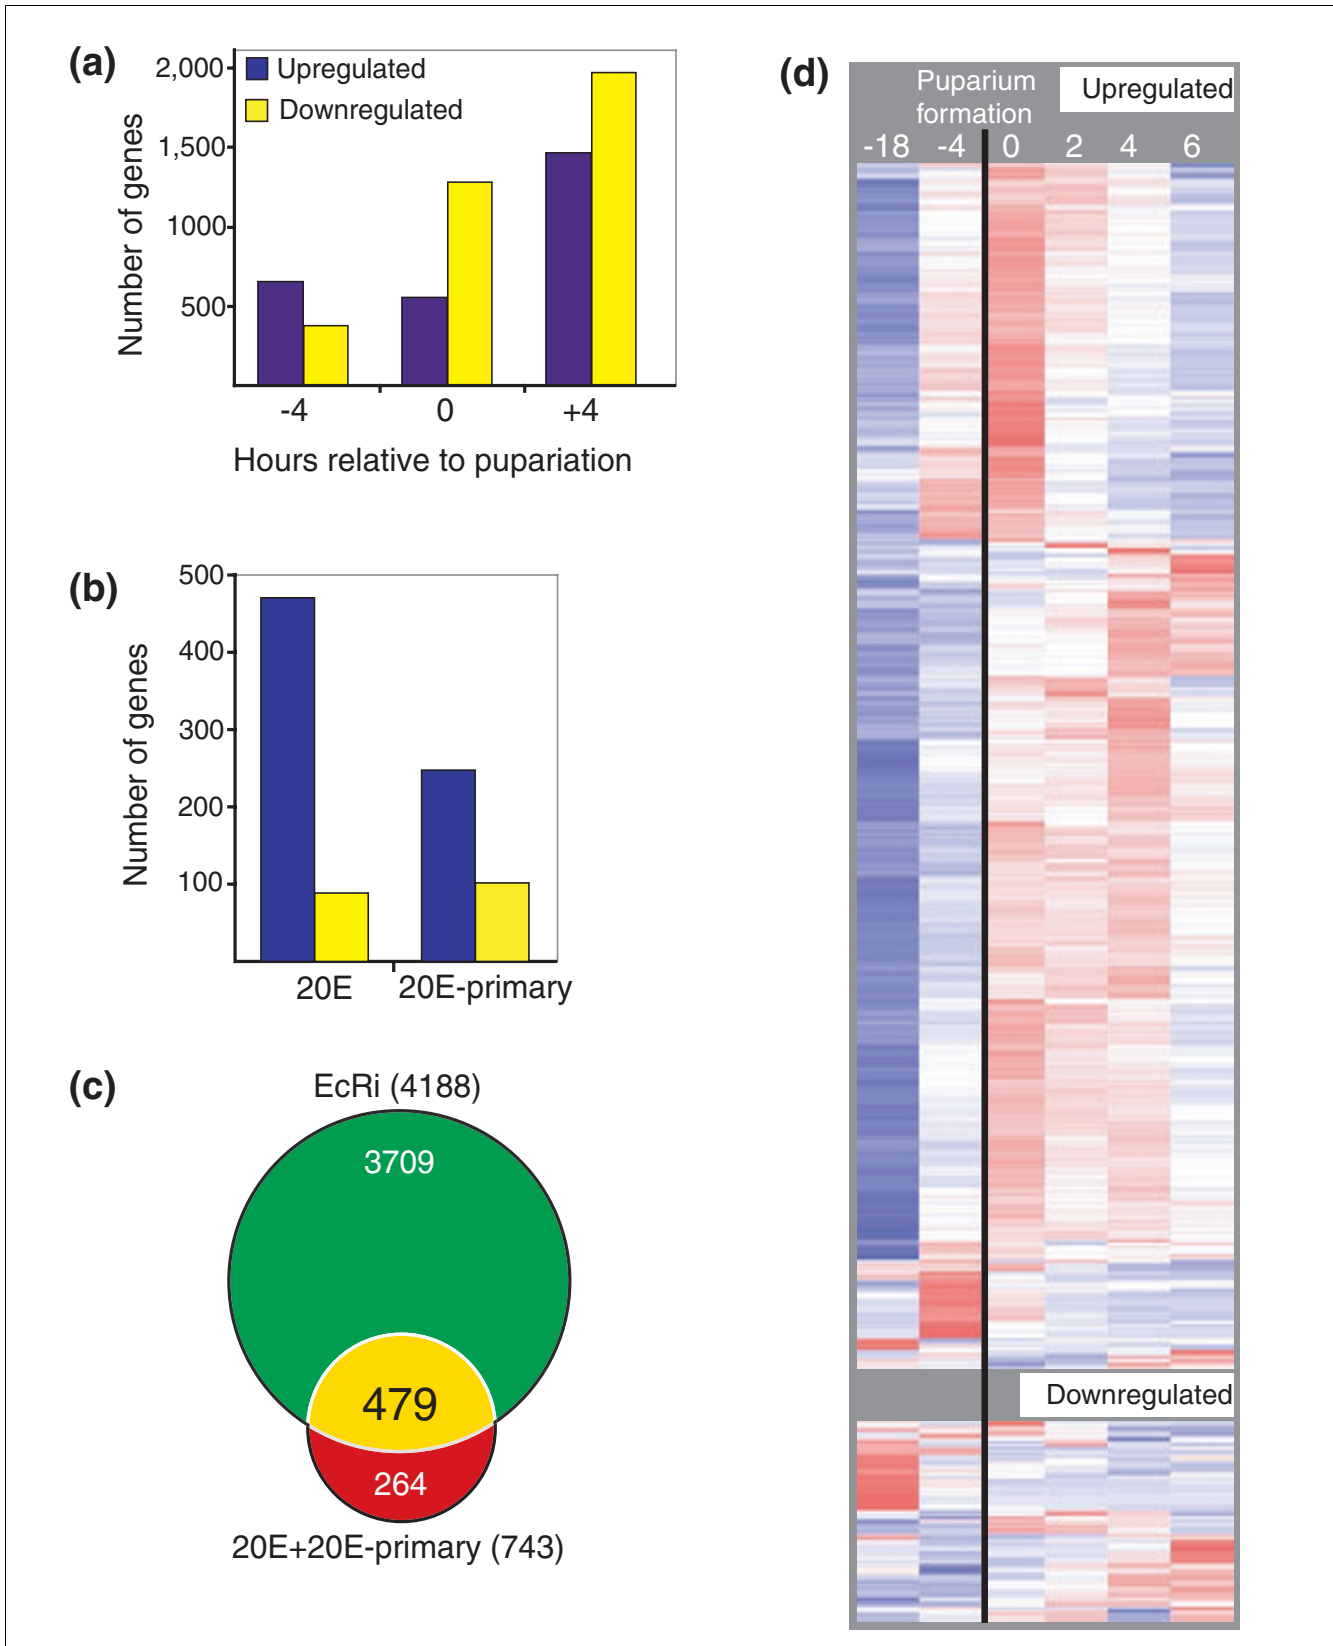 (a)
2,000
1,500
1000
500
Number of genes
Upregulated
Downregulated
-4 0 +4
Hours relative to pupariation
(b)
500
400
300
200
100
Number of genes
20E 20E-primary
(c)
EcRi (4188)
3709
479
264
20E+20E-primary (743)
(d)
Puparium
formation
Upregulated
-18 -4 0 2 4 6
Downregulated